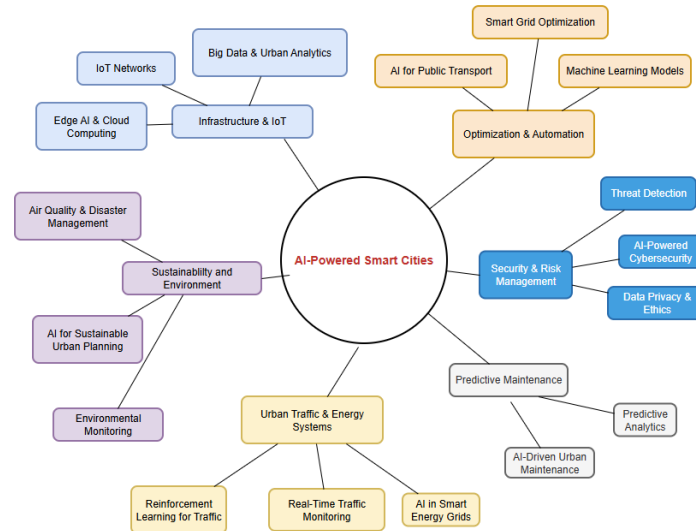 Smart Grid Optimization
Big Data & Urban Analytics
IoT Networks
AI for Public Transport
Machine Learning Models
Edge AI & Cloud
Computing
Infrastructure & IoT
Optimization & Automation
Threat Detection
Air Quality & Disaster
Management
AI-Powered
Cybersecurity
AI-Powered Smart Cities
Security & Risk
Management
Sustainablity and
Environment
Data Privacy &
Ethics
AI for Sustainable
Urban Planning
Predictive Maintenance
Environmental
Monitoring
Urban Traffic & Energy
Systems
Predictive
Analytics
AI-Driven Urban
Maintenance
Reinforcement
Learning for Traffic
Real-Time Traffic
Monitoring
AI in Smart
Energy Grids